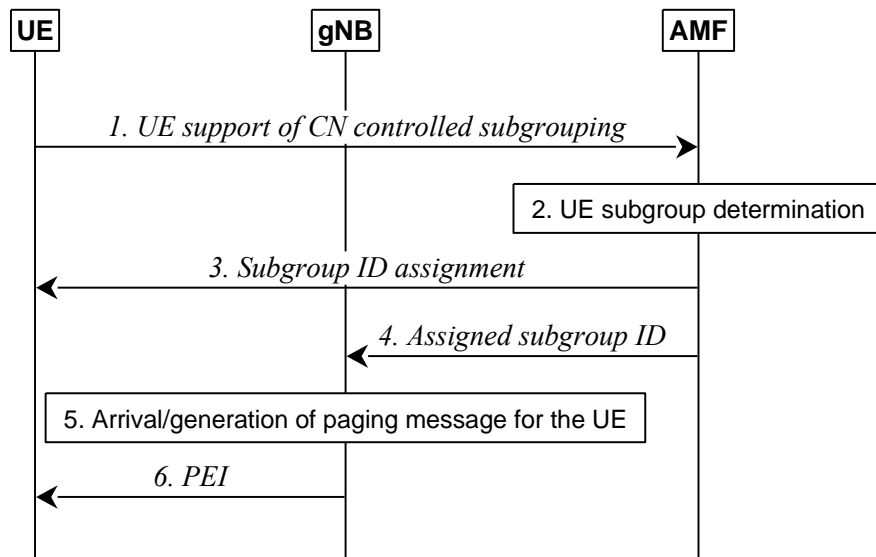 UE
gNB
AMF
1. UE support of CN controlled subgrouping
2. UE subgroup determination
3. Subgroup ID assignment
4. Assigned subgroup ID
5. Arrival/generation of paging message for the UE
6. PEI